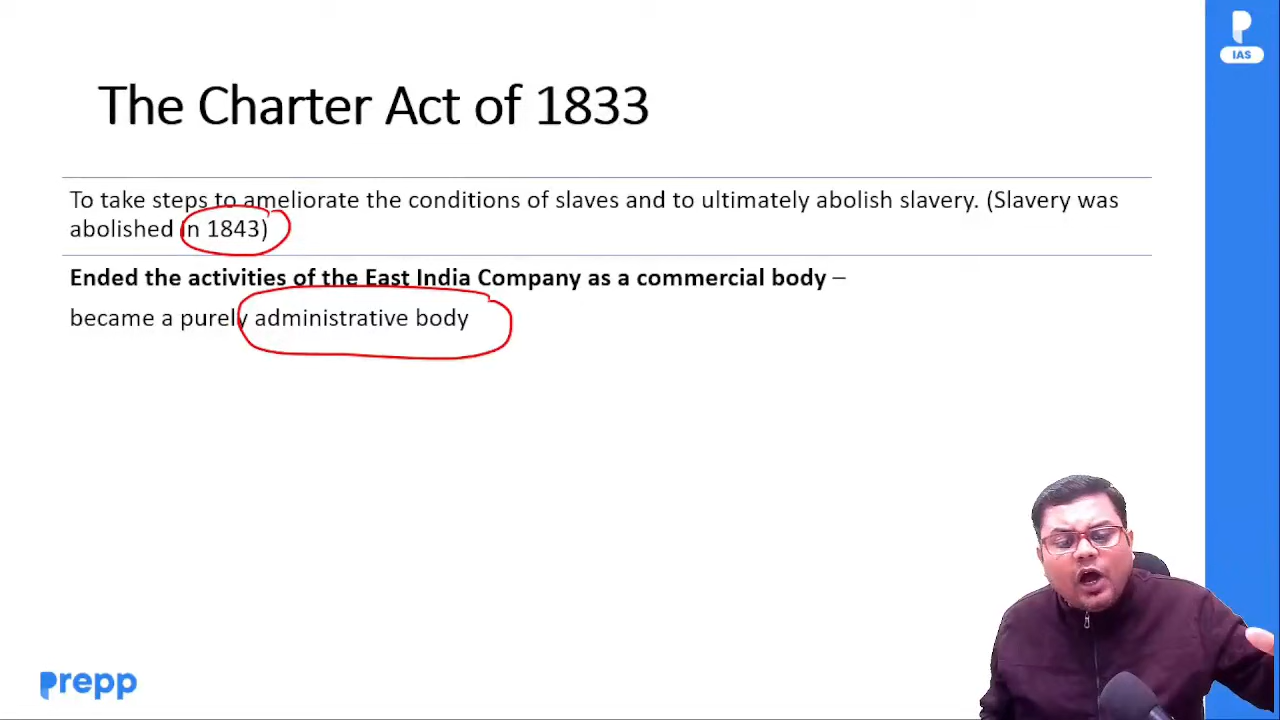 IAS
The Charter Act of 1833
To take steps to ameliorate the conditions of slaves and to ultimately abolish slavery. (Slavery was
abolished in 1843)
Ended the activities of the East India Company as a commercial body –
became a purely administrative body
prepp